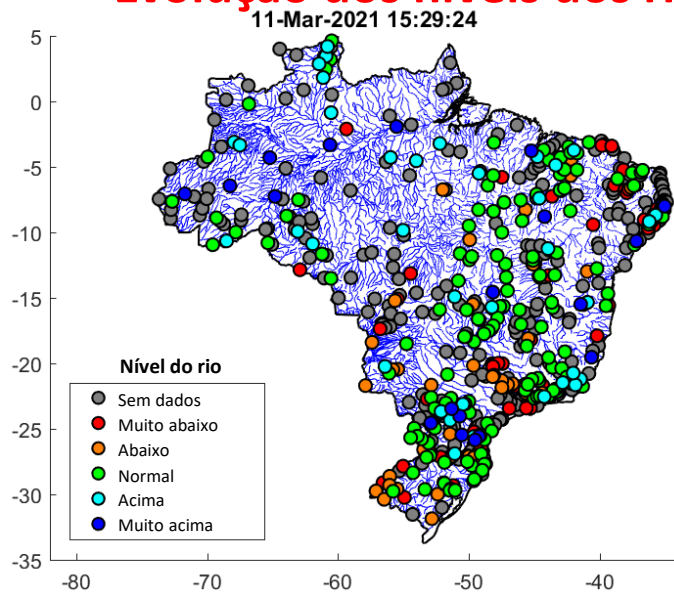 11-Mar-2021 15:29:24
5
0
-5
-10
-15
-20
-25
-30
-35
Nível do rio
Sem dados
Muito abaixo
Abaixo
Normal
Acima
Muito acima
-80 -70 -60 -50 -40